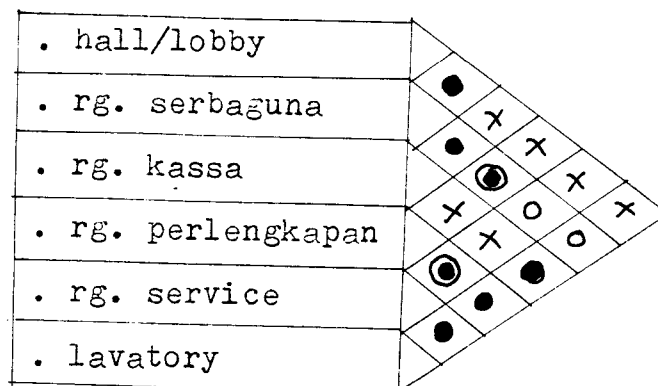 . hall/lobby
. rg. serbaguna
. rg. kassa
. rg. perlengkapan
. rg. service
. lavatory